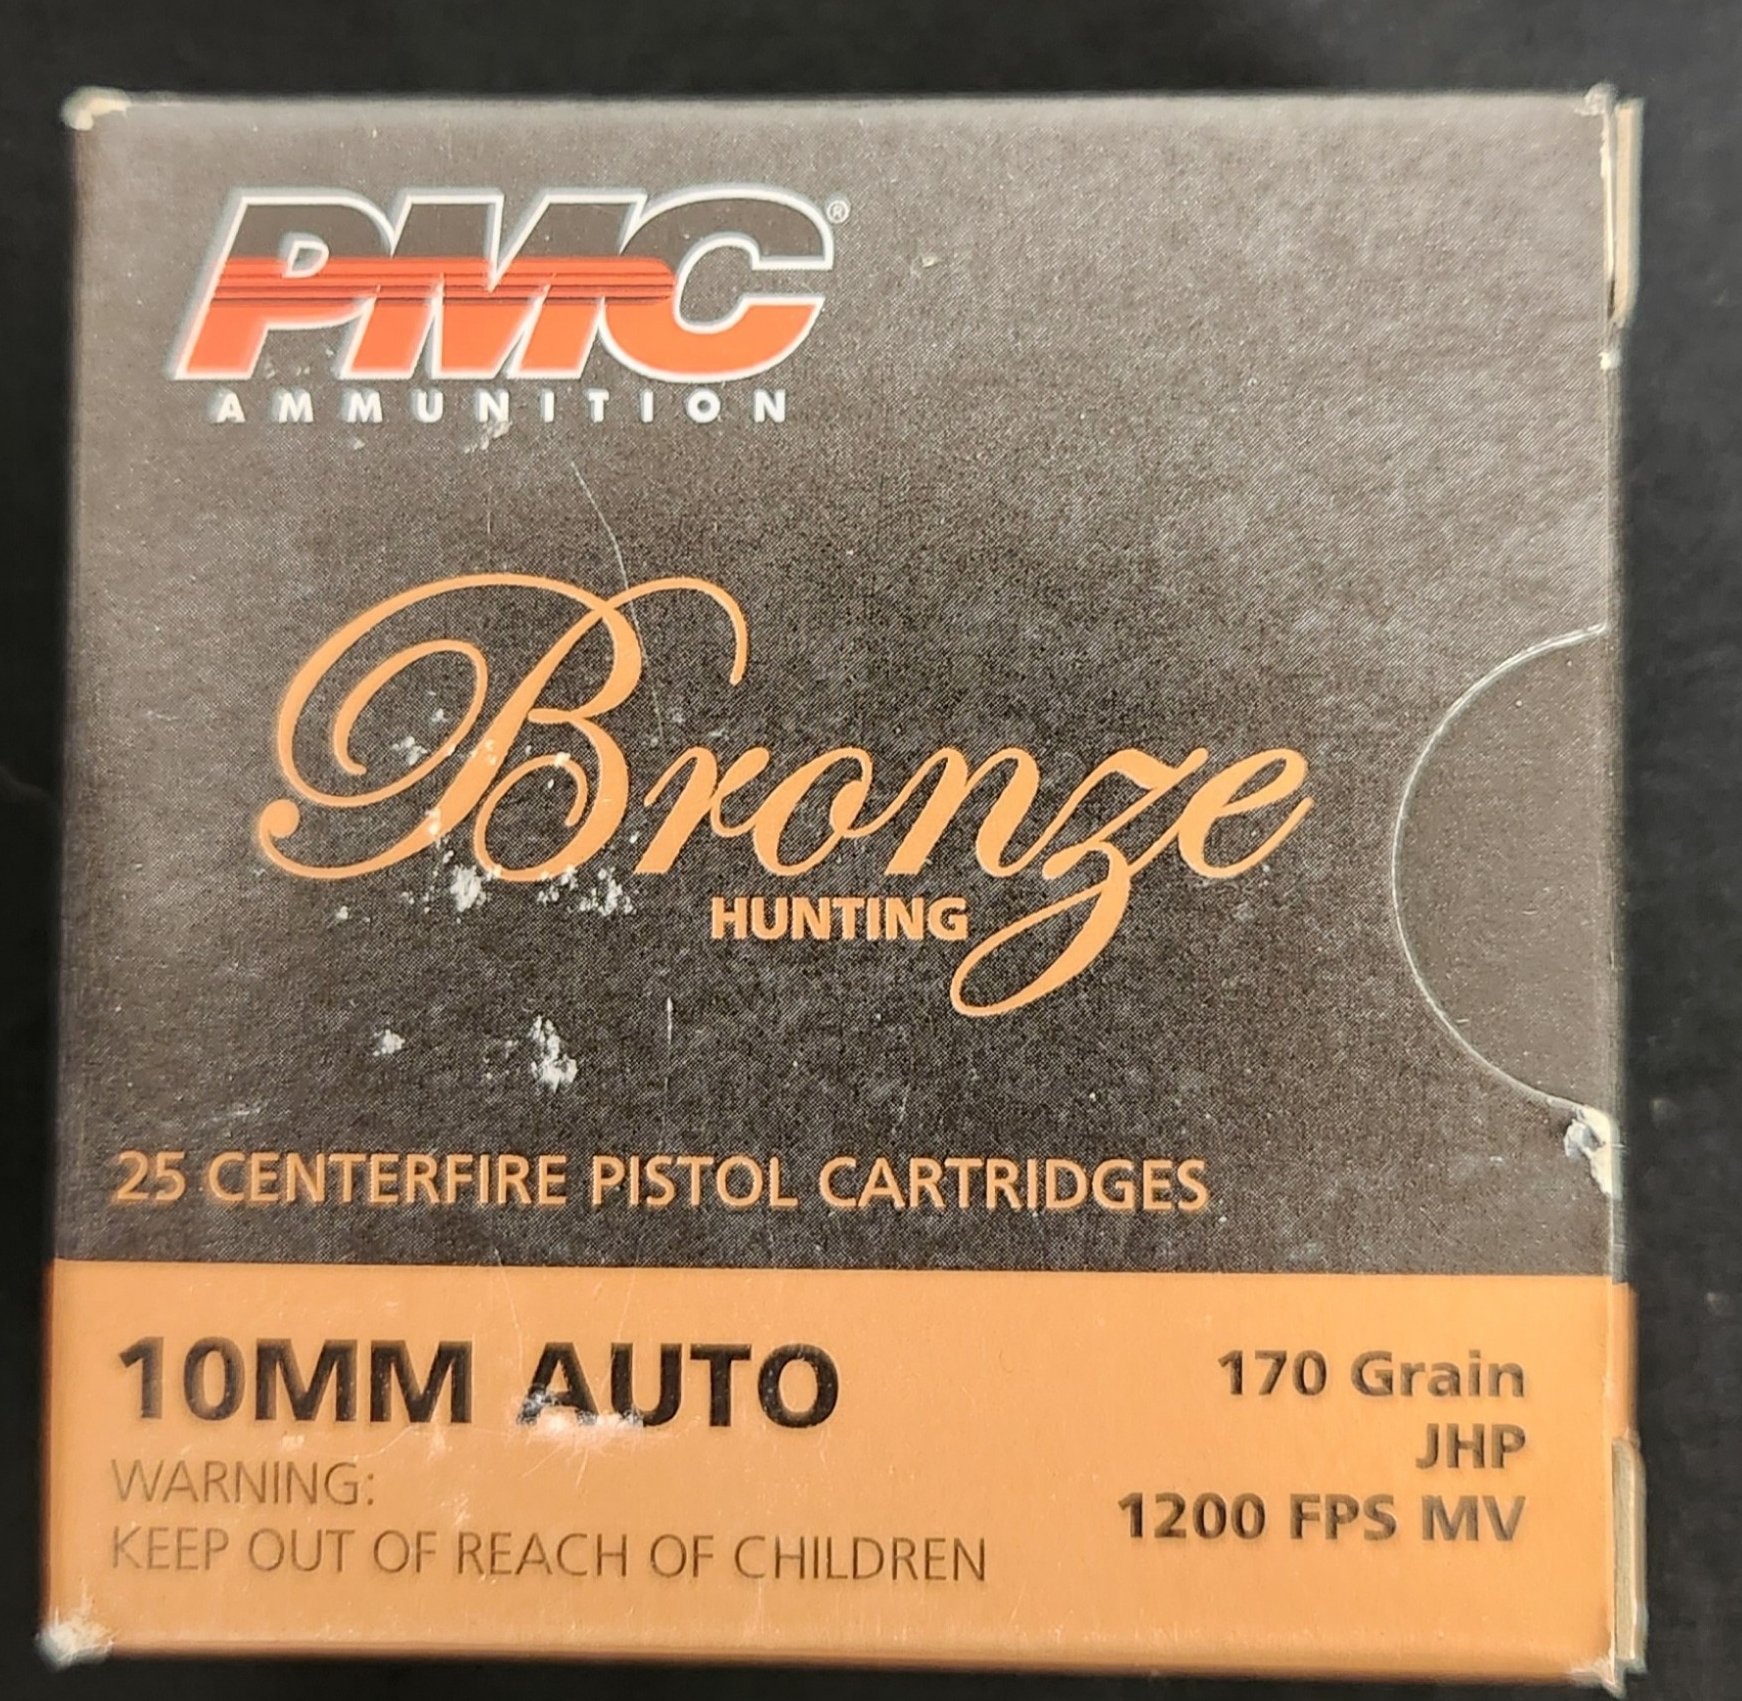 PMC®
AMMUNITION
Bronze
HUNTING
25 CENTERFIRE PISTOL CARTRIDGES
10MM AUTO
WARNING:
KEEP OUT OF REACH OF CHILDREN
170 Grain
JHP
1200 FPS MV